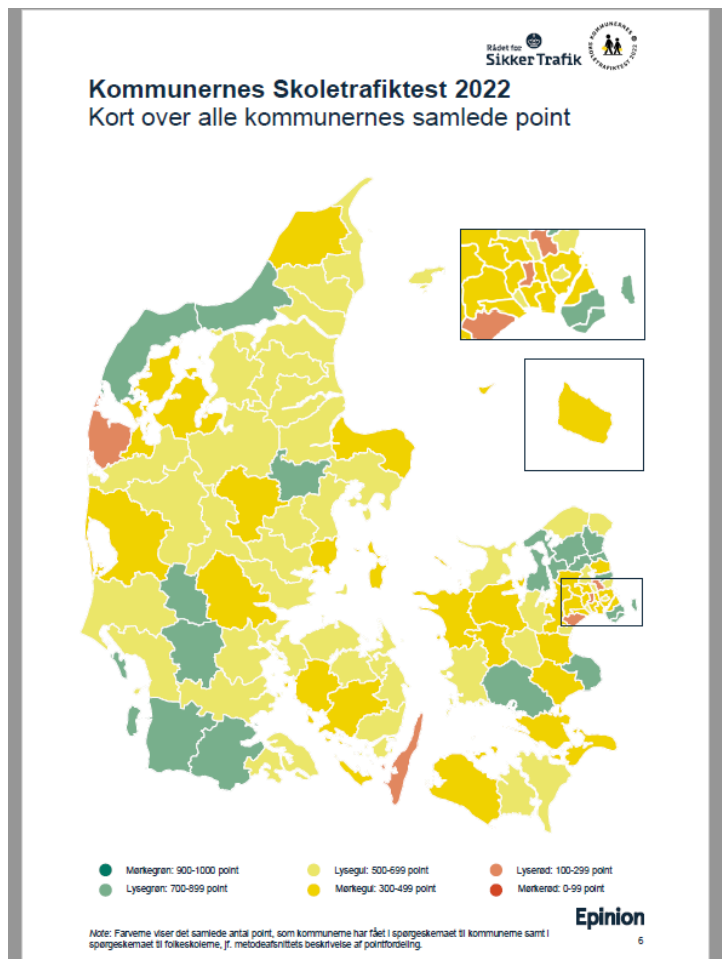 Rådet for
Sikker Trafik
KOMMUNERNES
SKOLETRAFIKTEST 2022
Kommunernes Skoletrafiktest 2022
Kort over alle kommunernes samlede point
Mørkegrøn: 900-1000 point
Lysegul: 500-699 point
Lyserød: 100-299 point
Lysegrøn: 700-899 point
Mørkegul: 300-499 point
Mørkerød: 0-99 point
Epinion
Note: Farverne viser det samlede antal point, som kommunerne har fået i spørgeskemaet til kommunerne samt i
spørgeskemaet til folkeskolerne, jf. metodeafsnittets beskrivelse af pointfordeling.
6